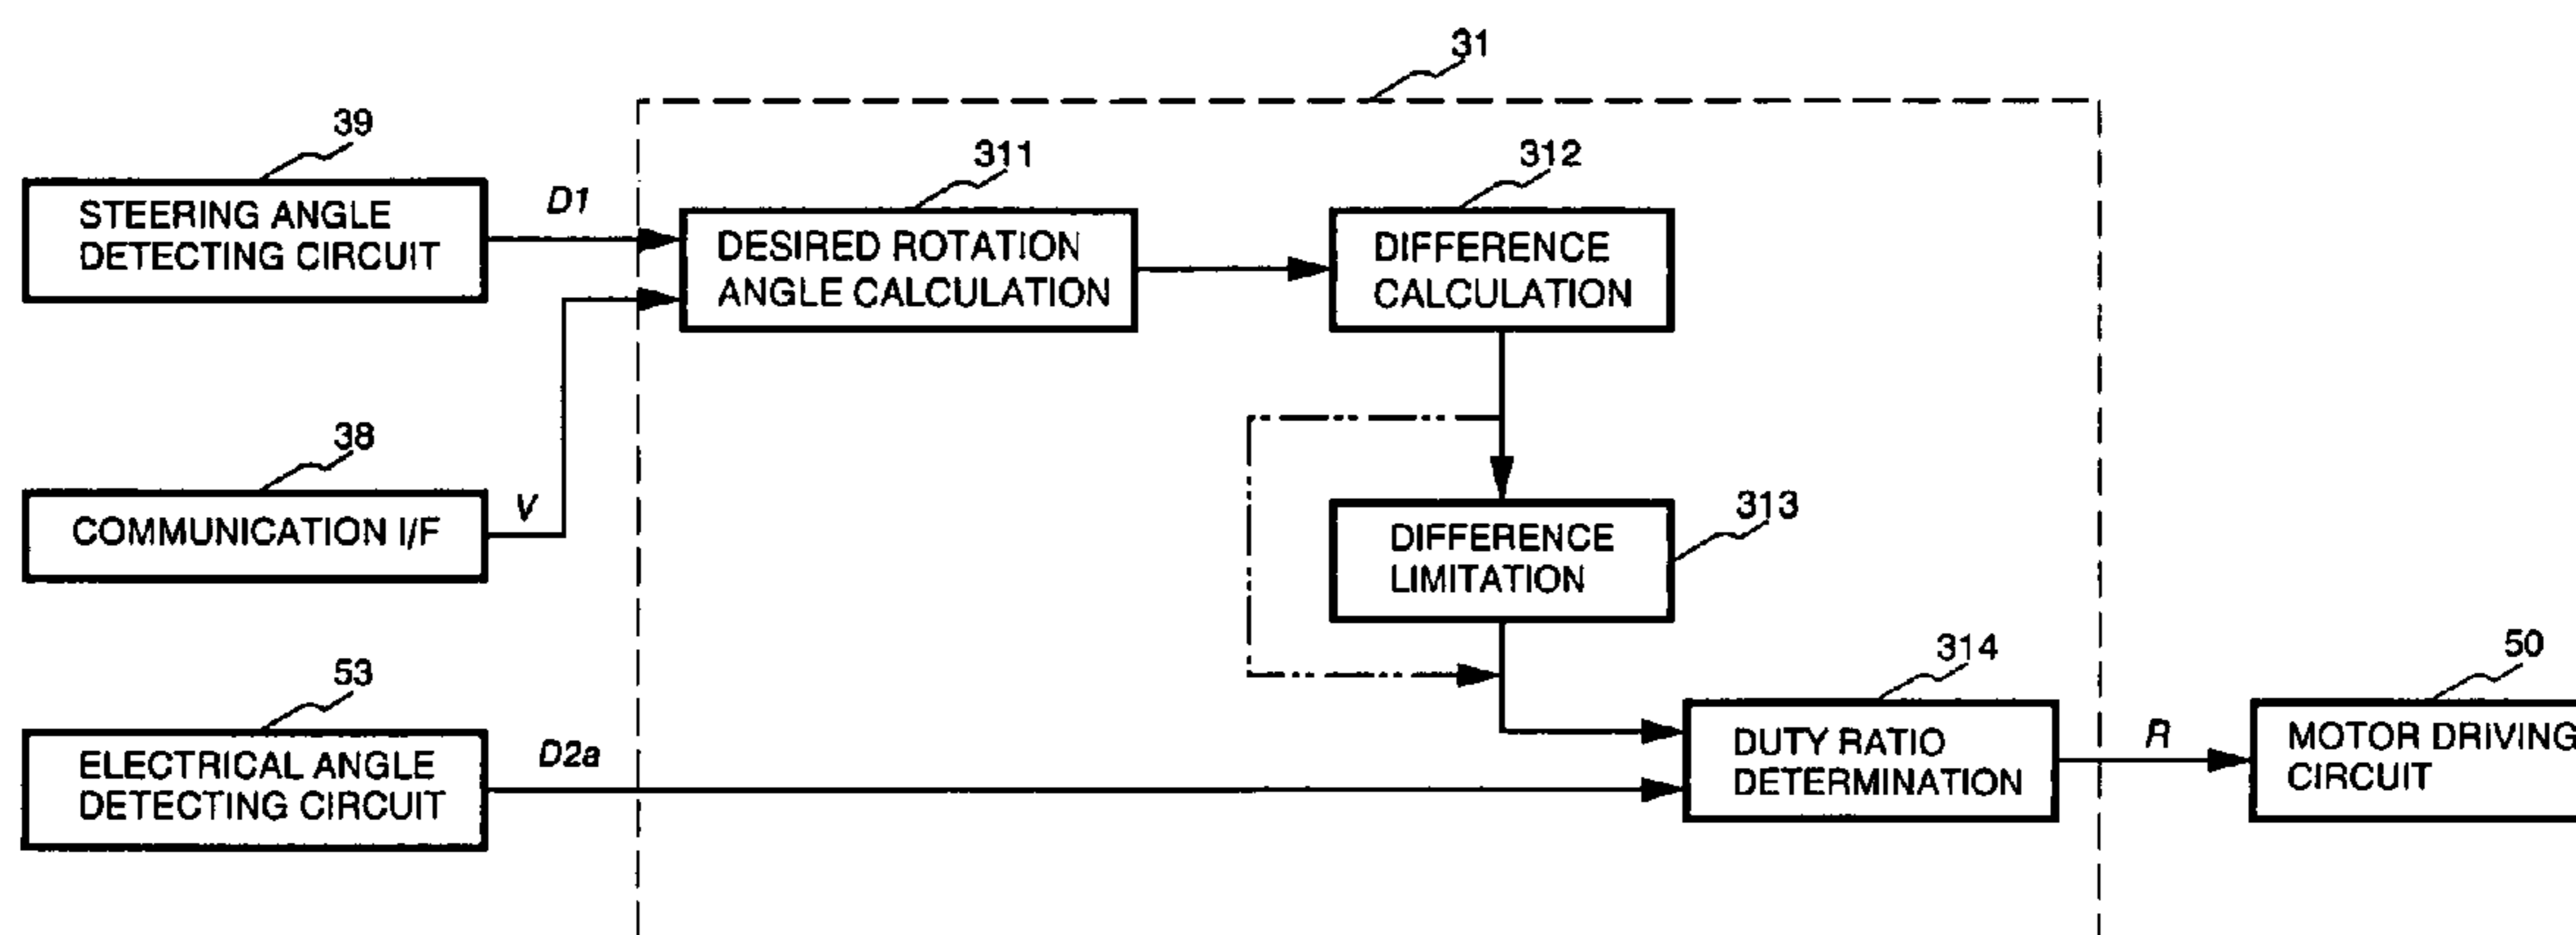 31
39
311
312
STEERING ANGLE
DETECTING CIRCUIT
D1
DESIRED ROTATION
ANGLE CALCULATION
DIFFERENCE
CALCULATION
38
COMMUNICATION I/F
V
313
DIFFERENCE
LIMITATION
53
314
50
ELECTRICAL ANGLE
DETECTING CIRCUIT
D2a
DUTY RATIO
DETERMINATION
R
MOTOR DRIVING
CIRCUIT